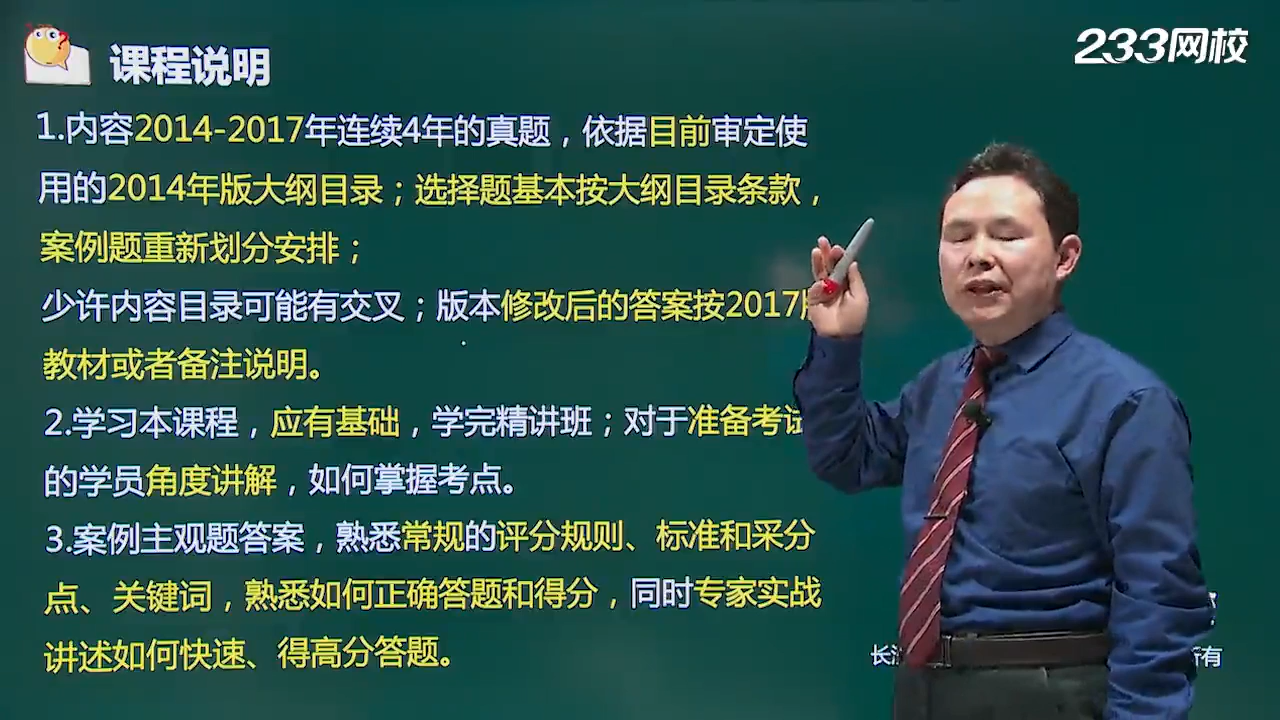 课程说明
233网校
1.内容2014-2017年连续4年的真题，依据目前审定使
用的2014年版大纲目录；选择题基本按大纲目录条款，
案例题重新划分安排；
少许内容目录可能有交叉；版本修改后的答案按2017
教材或者备注说明。
2.学习本课程，应有基础，学完精讲班；对于准备考试
的学员角度讲解，如何掌握考点。
3.案例主观题答案，熟悉常规的评分规则、标准和采分
点、关键词，熟悉如何正确答题和得分，同时专家实战
讲述如何快速、得高分答题。
长 所有